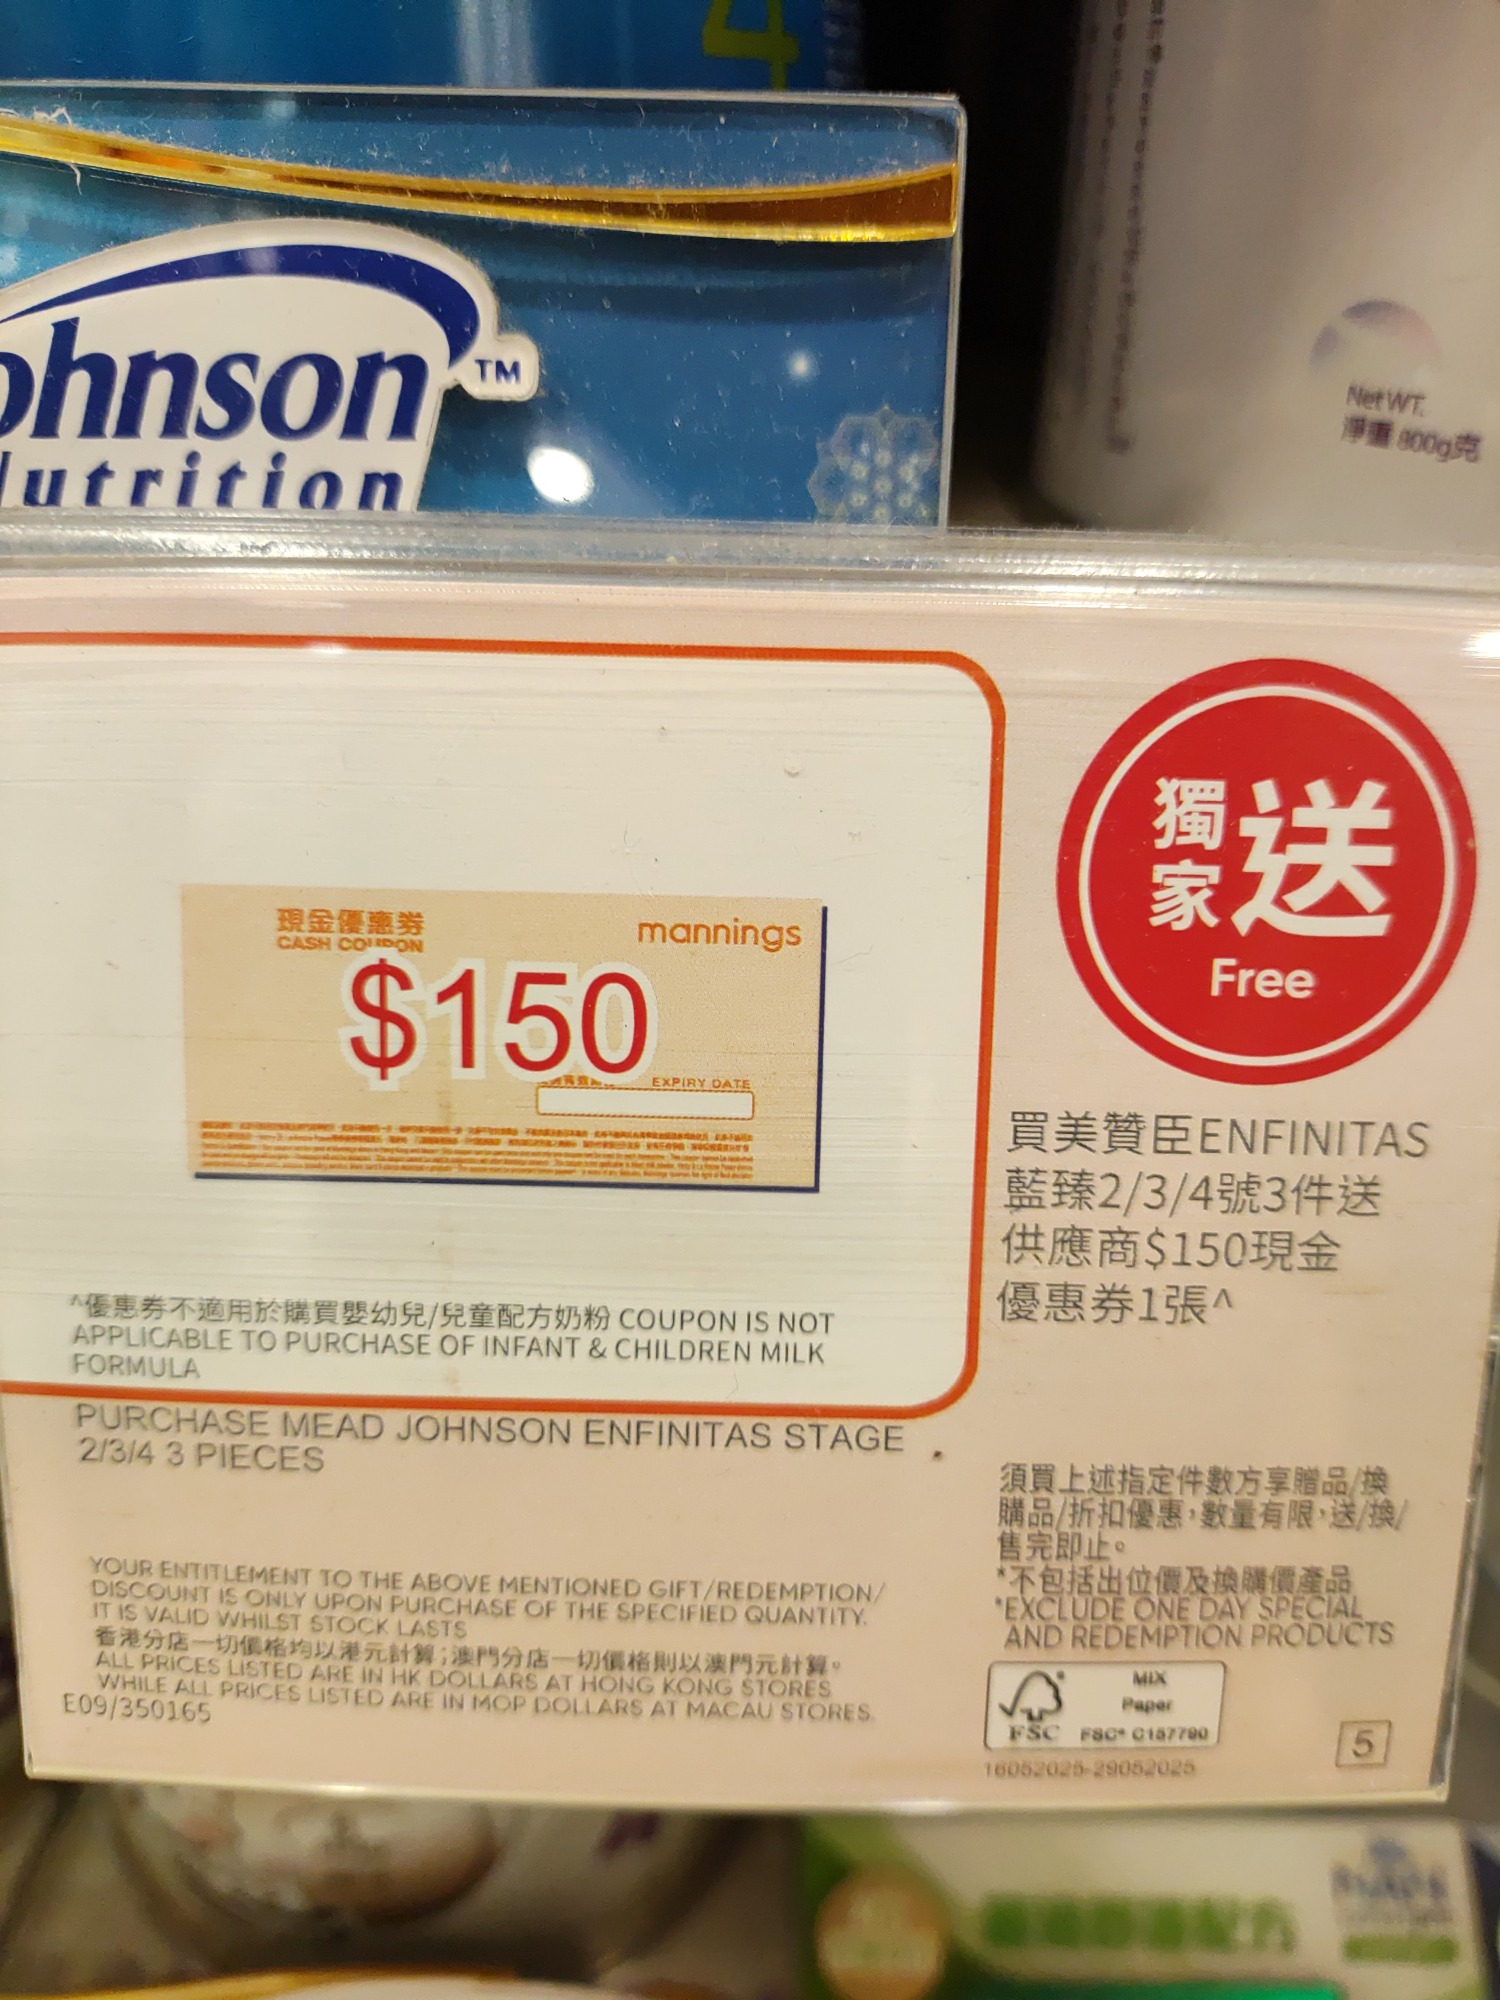 4
ohnson
TM
Nutrition
Net WT.
淨重 800g克
現金優惠券
CASH COUPON
mannings
$150
EXPIRY DATE
獨家送
Free
買美贊臣ENFINITAS
藍臻2/3/4號3件送
供應商$150現金
優惠券1張^
^優惠券不適用於購買嬰幼兒/兒童配方奶粉 COUPON IS NOT
APPLICABLE TO PURCHASE OF INFANT & CHILDREN MILK
FORMULA
PURCHASE MEAD JOHNSON ENFINITAS STAGE
2/3/4 3 PIECES
YOUR ENTITLEMENT TO THE ABOVE MENTIONED GIFT/REDEMPTION/
DISCOUNT IS ONLY UPON PURCHASE OF THE SPECIFIED QUANTITY.
IT IS VALID WHILST STOCK LASTS
香港分店一切價格均以港元計算；澳門分店一切價格則以澳門元計算。
ALL PRICES LISTED ARE IN HK DOLLARS AT HONG KONG STORES
WHILE ALL PRICES LISTED ARE IN MOP DOLLARS AT MACAU STORES.
E09/350165
須買上述指定件數方享贈品/換
購品/折扣優惠，數量有限，送/換/
售完即止。
*不包括出位價及換購價產品
*EXCLUDE ONE DAY SPECIAL
AND REDEMPTION PRODUCTS
FSC
MIX
Paper
FSC® C157790
5
16052025-29052025